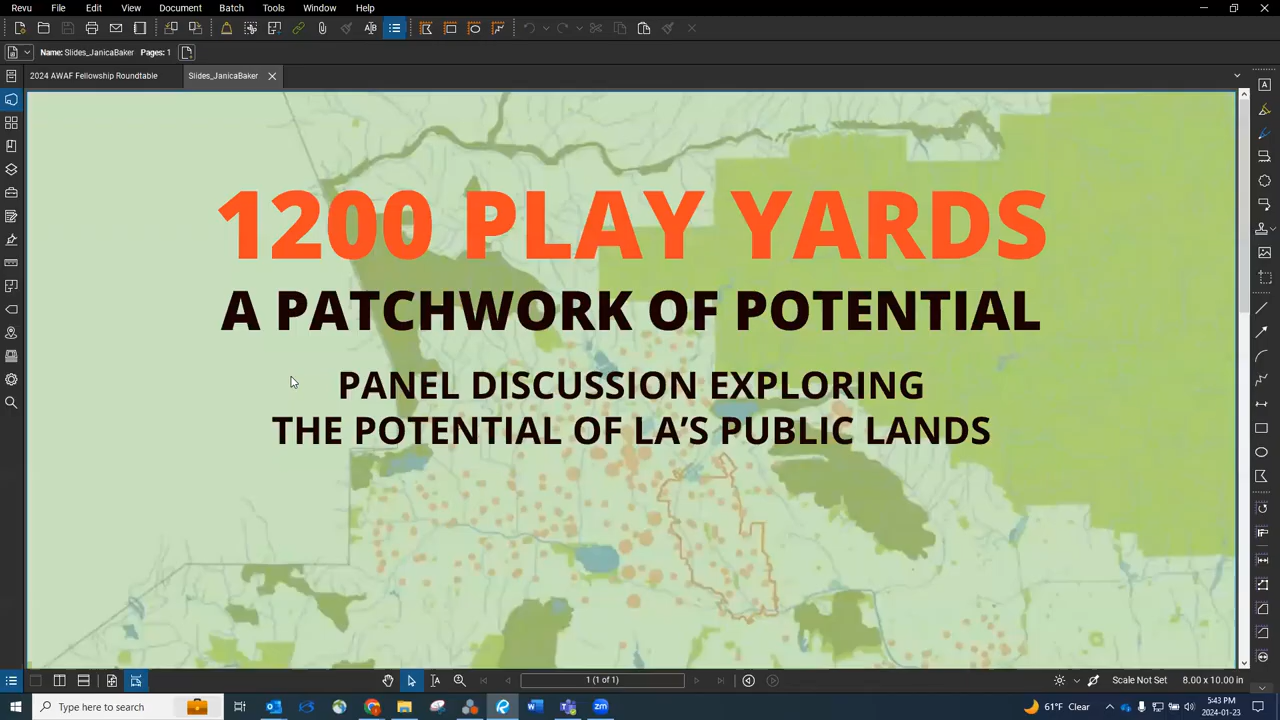 Revu File Edit View Document Batch Tools Window Help
Name: Slides_JanicaBaker Pages: 1
2024 AWAF Fellowship Roundtable Slides_JanicaBaker
1200 PLAY YARDS
A PATCHWORK OF POTENTIAL
PANEL DISCUSSION EXPLORING
THE POTENTIAL OF LA'S PUBLIC LANDS
1 (1 of 1) Scale Not Set 8.00 x 10.00 in
Type here to search 61°F Clear 5:43 PM
2024-01-23